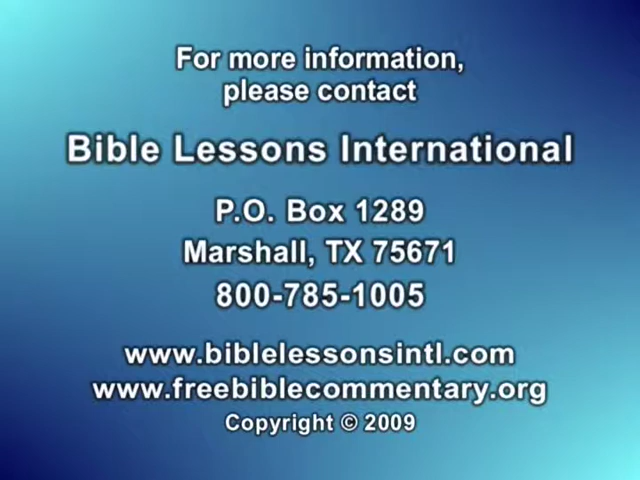 For more information,
please contact
Bible Lessons International
P.O. Box 1289
Marshall, TX 75671
800-785-1005
www.biblelessonsintl.com
www.freebiblecommentary.org
Copyright © 2009